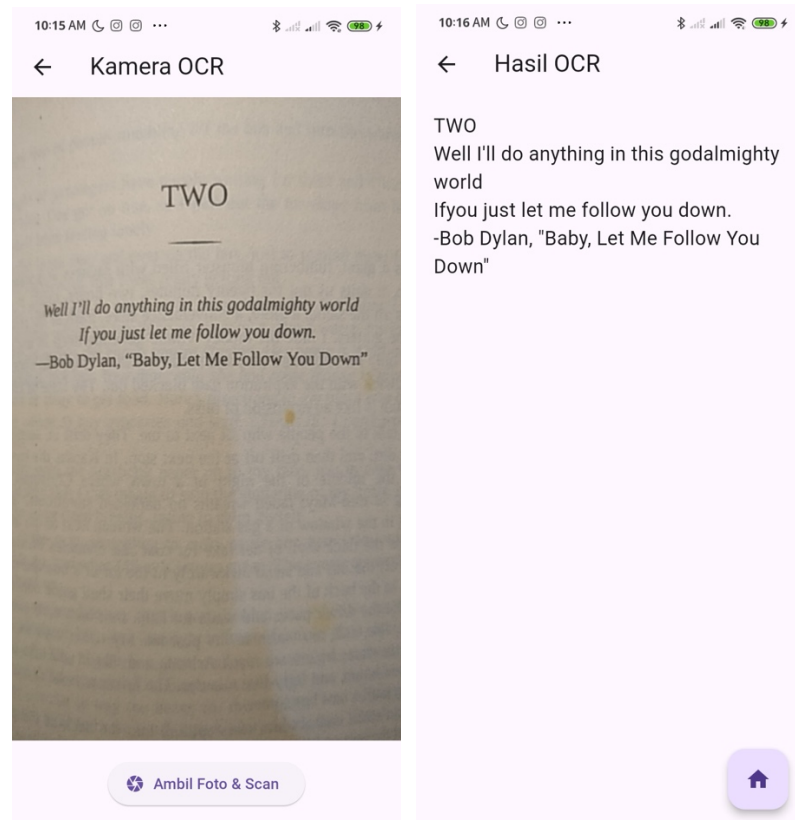 10:15 AM
98
Kamera OCR
TWO
Well I’ll do anything in this godalmighty world
If you just let me follow you down.
—Bob Dylan, “Baby, Let Me Follow You Down”
Ambil Foto & Scan
10:16 AM
98
Hasil OCR
TWO
Well I'll do anything in this godalmighty
world
Ifyou just let me follow you down.
-Bob Dylan, "Baby, Let Me Follow You
Down"